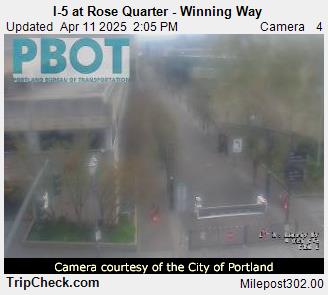 I-5 at Rose Quarter - Winning Way
Updated Apr 11 2025 2:05 PM Camera 4
PBOT
PORTLAND BUREAU OF TRANSPORTATION
Camera courtesy of the City of Portland
TripCheck.com Milepost302.00